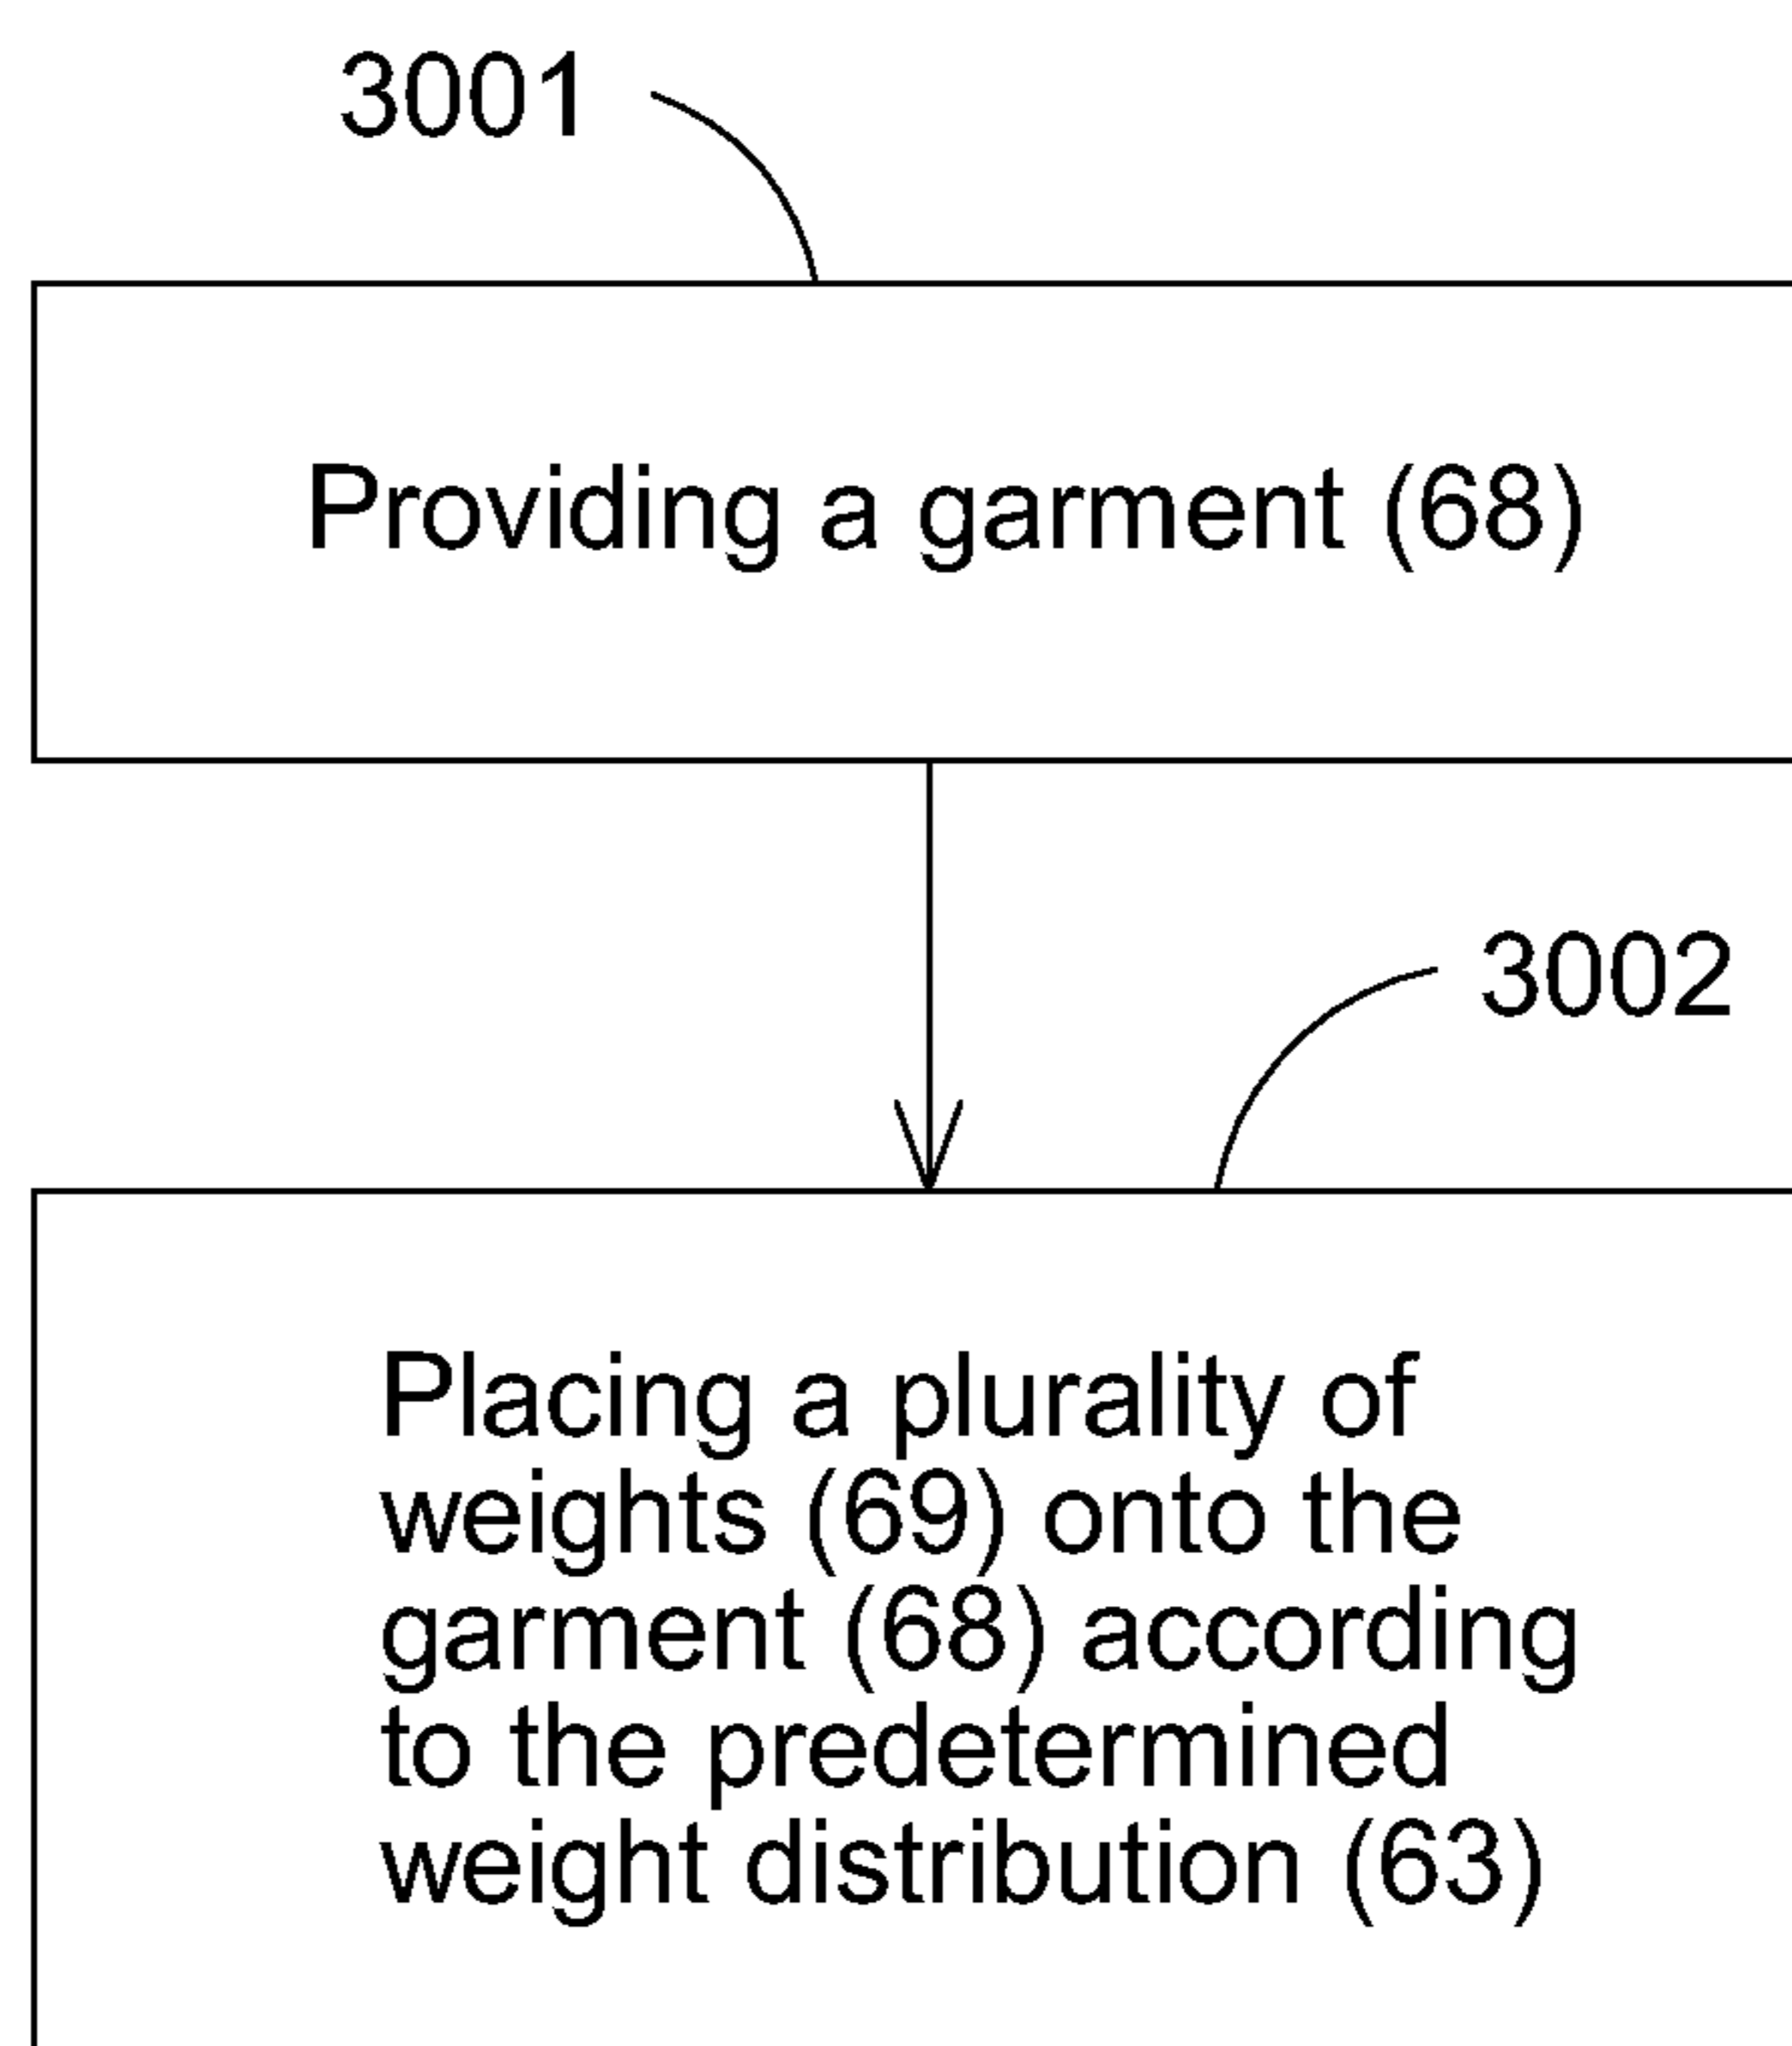 3001
Providing a garment (68)
3002
Placing a plurality of
weights (69) onto the
garment (68) according
to the predetermined
weight distribution (63)